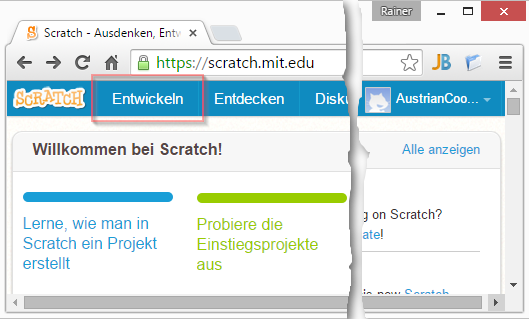 Rainer
Scratch - Ausdenken, Entw
https://scratch.mit.edu
JB
SCRATCH
Entwickeln
Entdecken
Disku
AustrianCoo...
Willkommen bei Scratch!
Alle anzeigen
Lerne, wie man in
Scratch ein Projekt
erstellt
Probiere die
Einstiegsprojekte
aus
g on Scratch?
ate!
new Scratch